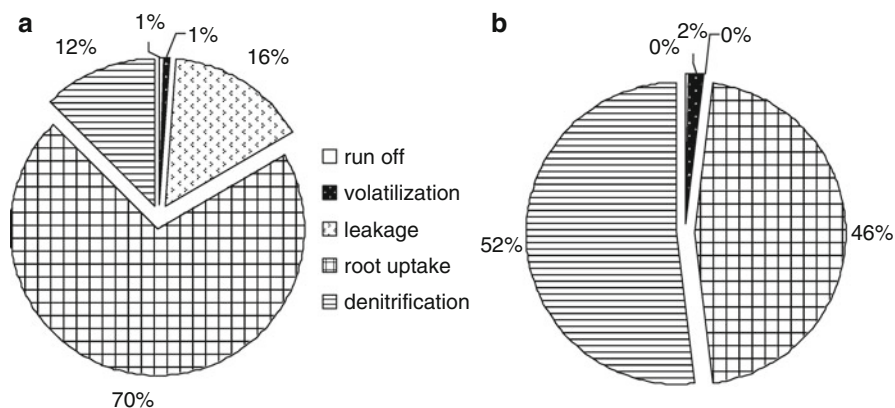 a
1%
1%
12%
16%
70%
run off
volatilization
leakage
root uptake
denitrification
b
2%
0%
0%
52%
46%